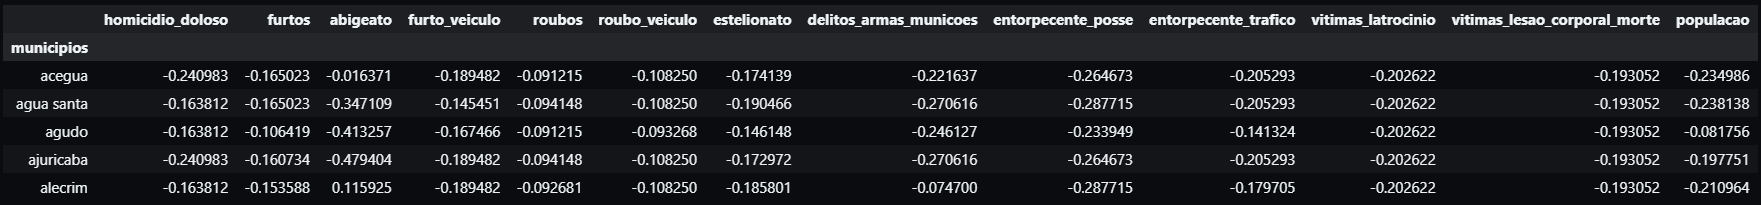 homicidio_doloso furtos abigeato furto_veiculo roubos roubo_veiculo estelionato delitos_armas_municoes entorpecente_posse entorpecente_trafico vitimas_latrocinio vitimas_lesao_corporal_morte populacao
municipios
acegua -0.240983 -0.165023 -0.016371 -0.189482 -0.091215 -0.108250 -0.174139 -0.221637 -0.264673 -0.205293 -0.202622 -0.193052 -0.234986
agua santa -0.163812 -0.165023 -0.347109 -0.145451 -0.094148 -0.108250 -0.190466 -0.270616 -0.287715 -0.205293 -0.202622 -0.193052 -0.238138
agudo -0.163812 -0.106419 -0.413257 -0.167466 -0.091215 -0.093268 -0.146148 -0.246127 -0.233949 -0.141324 -0.202622 -0.193052 -0.081756
ajuricaba -0.240983 -0.160734 -0.479404 -0.189482 -0.094148 -0.108250 -0.172972 -0.270616 -0.264673 -0.205293 -0.202622 -0.193052 -0.197751
alecrim -0.163812 -0.153588 0.115925 -0.189482 -0.092681 -0.108250 -0.185801 -0.074700 -0.287715 -0.179705 -0.202622 -0.193052 -0.210964